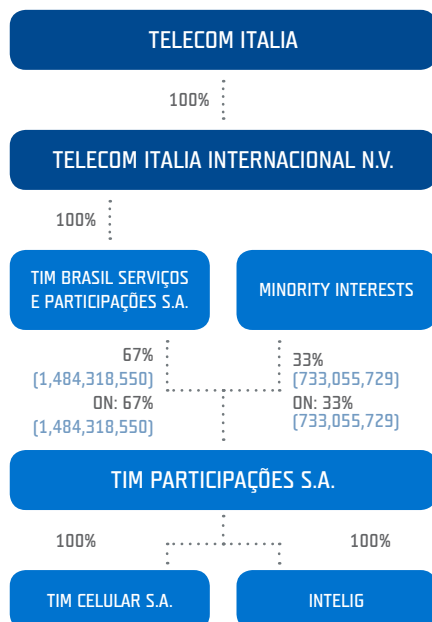 TELECOM ITALIA
100%
TELECOM ITALIA INTERNACIONAL N.V.
100%
TIM BRASIL SERVIÇOS
E PARTICIPAÇÕES S.A.
MINORITY INTERESTS
67%
(1,484,318,550)
ON: 67%
(1,484,318,550)
33%
(733,055,729)
ON: 33%
(733,055,729)
TIM PARTICIPAÇÕES S.A.
100%
100%
TIM CELULAR S.A.
INTELIG